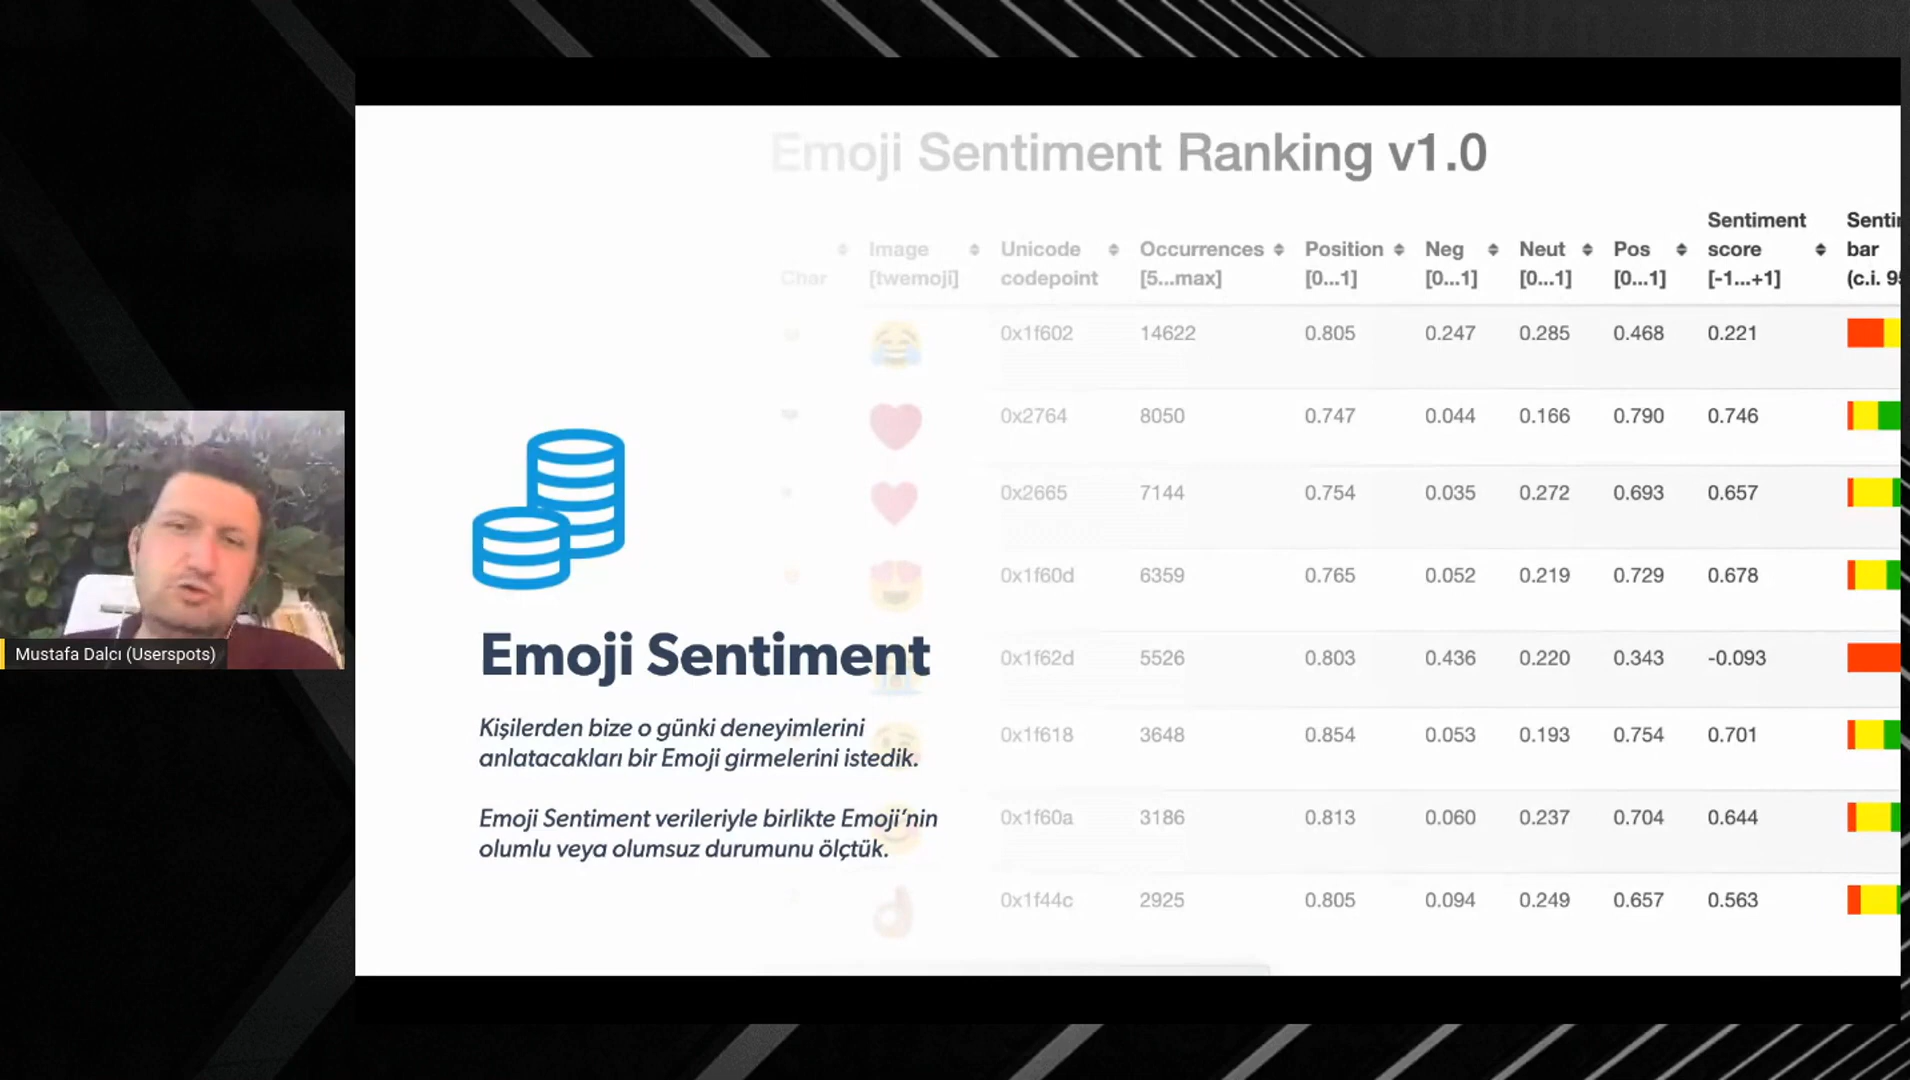 Emoji Sentiment Ranking v1.0
Char
Image [twemoji]
Unicode codepoint
Occurrences [5...max]
Position [0...1]
Neg [0...1]
Neut [0...1]
Pos [0...1]
Sentiment score [-1...+1]
bar
0x1f602 14622 0.805 0.247 0.285 0.468 0.221
0x2764 8050 0.747 0.044 0.166 0.790 0.746
0x2665 7144 0.754 0.035 0.272 0.693 0.657
0x1f60d 6359 0.765 0.052 0.219 0.729 0.678
0x1f62d 5526 0.803 0.436 0.220 0.343 -0.093
0x1f618 3648 0.854 0.053 0.193 0.754 0.701
0x1f60a 3186 0.813 0.060 0.237 0.704 0.644
0x1f44c 2925 0.805 0.094 0.249 0.657 0.563
Emoji Sentiment
Kişilerden bize o günki deneyimlerini
anlatacakları bir Emoji girmelerini istedik.
Emoji Sentiment verileriyle birlikte Emoji'nin
olumlu veya olumsuz durumunu ölçtük.
Mustafa Dalcı (Userspots)